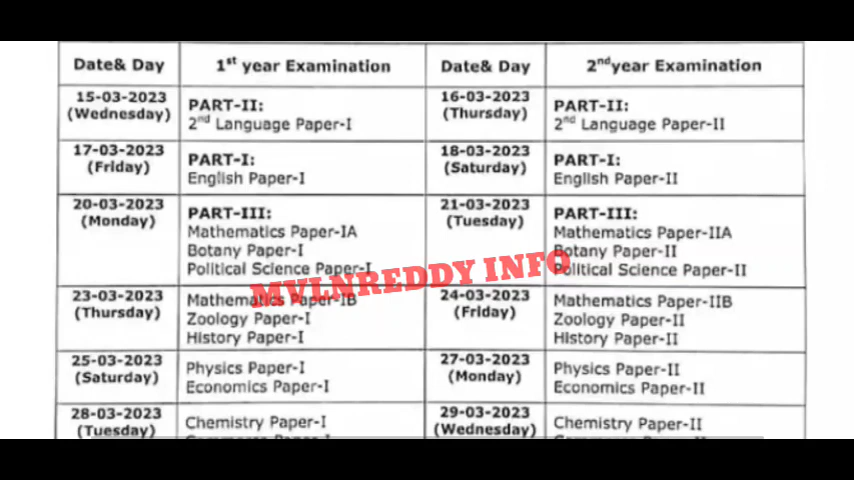 Date& Day 1st year Examination Date& Day 2nd year Examination
15-03-2023
(Wednesday)
PART-II:
2nd Language Paper-I
16-03-2023
(Thursday)
PART-II:
2nd Language Paper-II
17-03-2023
(Friday)
PART-I:
English Paper-I
18-03-2023
(Saturday)
PART-I:
English Paper-II
20-03-2023
(Monday)
PART-III:
Mathematics Paper-IA
Botany Paper-I
Political Science Paper-I
21-03-2023
(Tuesday)
PART-III:
Mathematics Paper-IIA
Botany Paper-II
Political Science Paper-II
MVLNREDDY INFO
23-03-2023
(Thursday)
Mathematics Paper-IB
Zoology Paper-I
History Paper-I
24-03-2023
(Friday)
Mathematics Paper-IIB
Zoology Paper-II
History Paper-II
25-03-2023
(Saturday)
Physics Paper-I
Economics Paper-I
27-03-2023
(Monday)
Physics Paper-II
Economics Paper-II
28-03-2023
(Tuesday)
Chemistry Paper-I
29-03-2023
(Wednesday)
Chemistry Paper-II